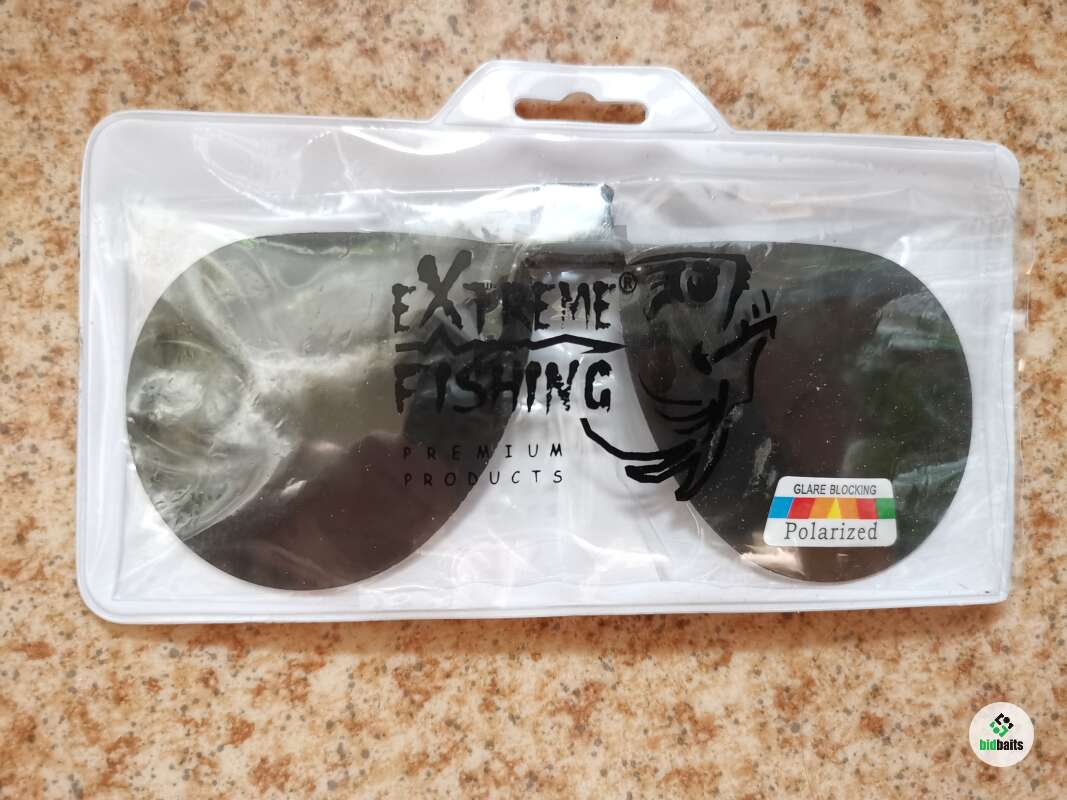 EXTREME®
FISHING
PREMIUM
PRODUCTS
GLARE BLOCKING
Polarized
bidbaits